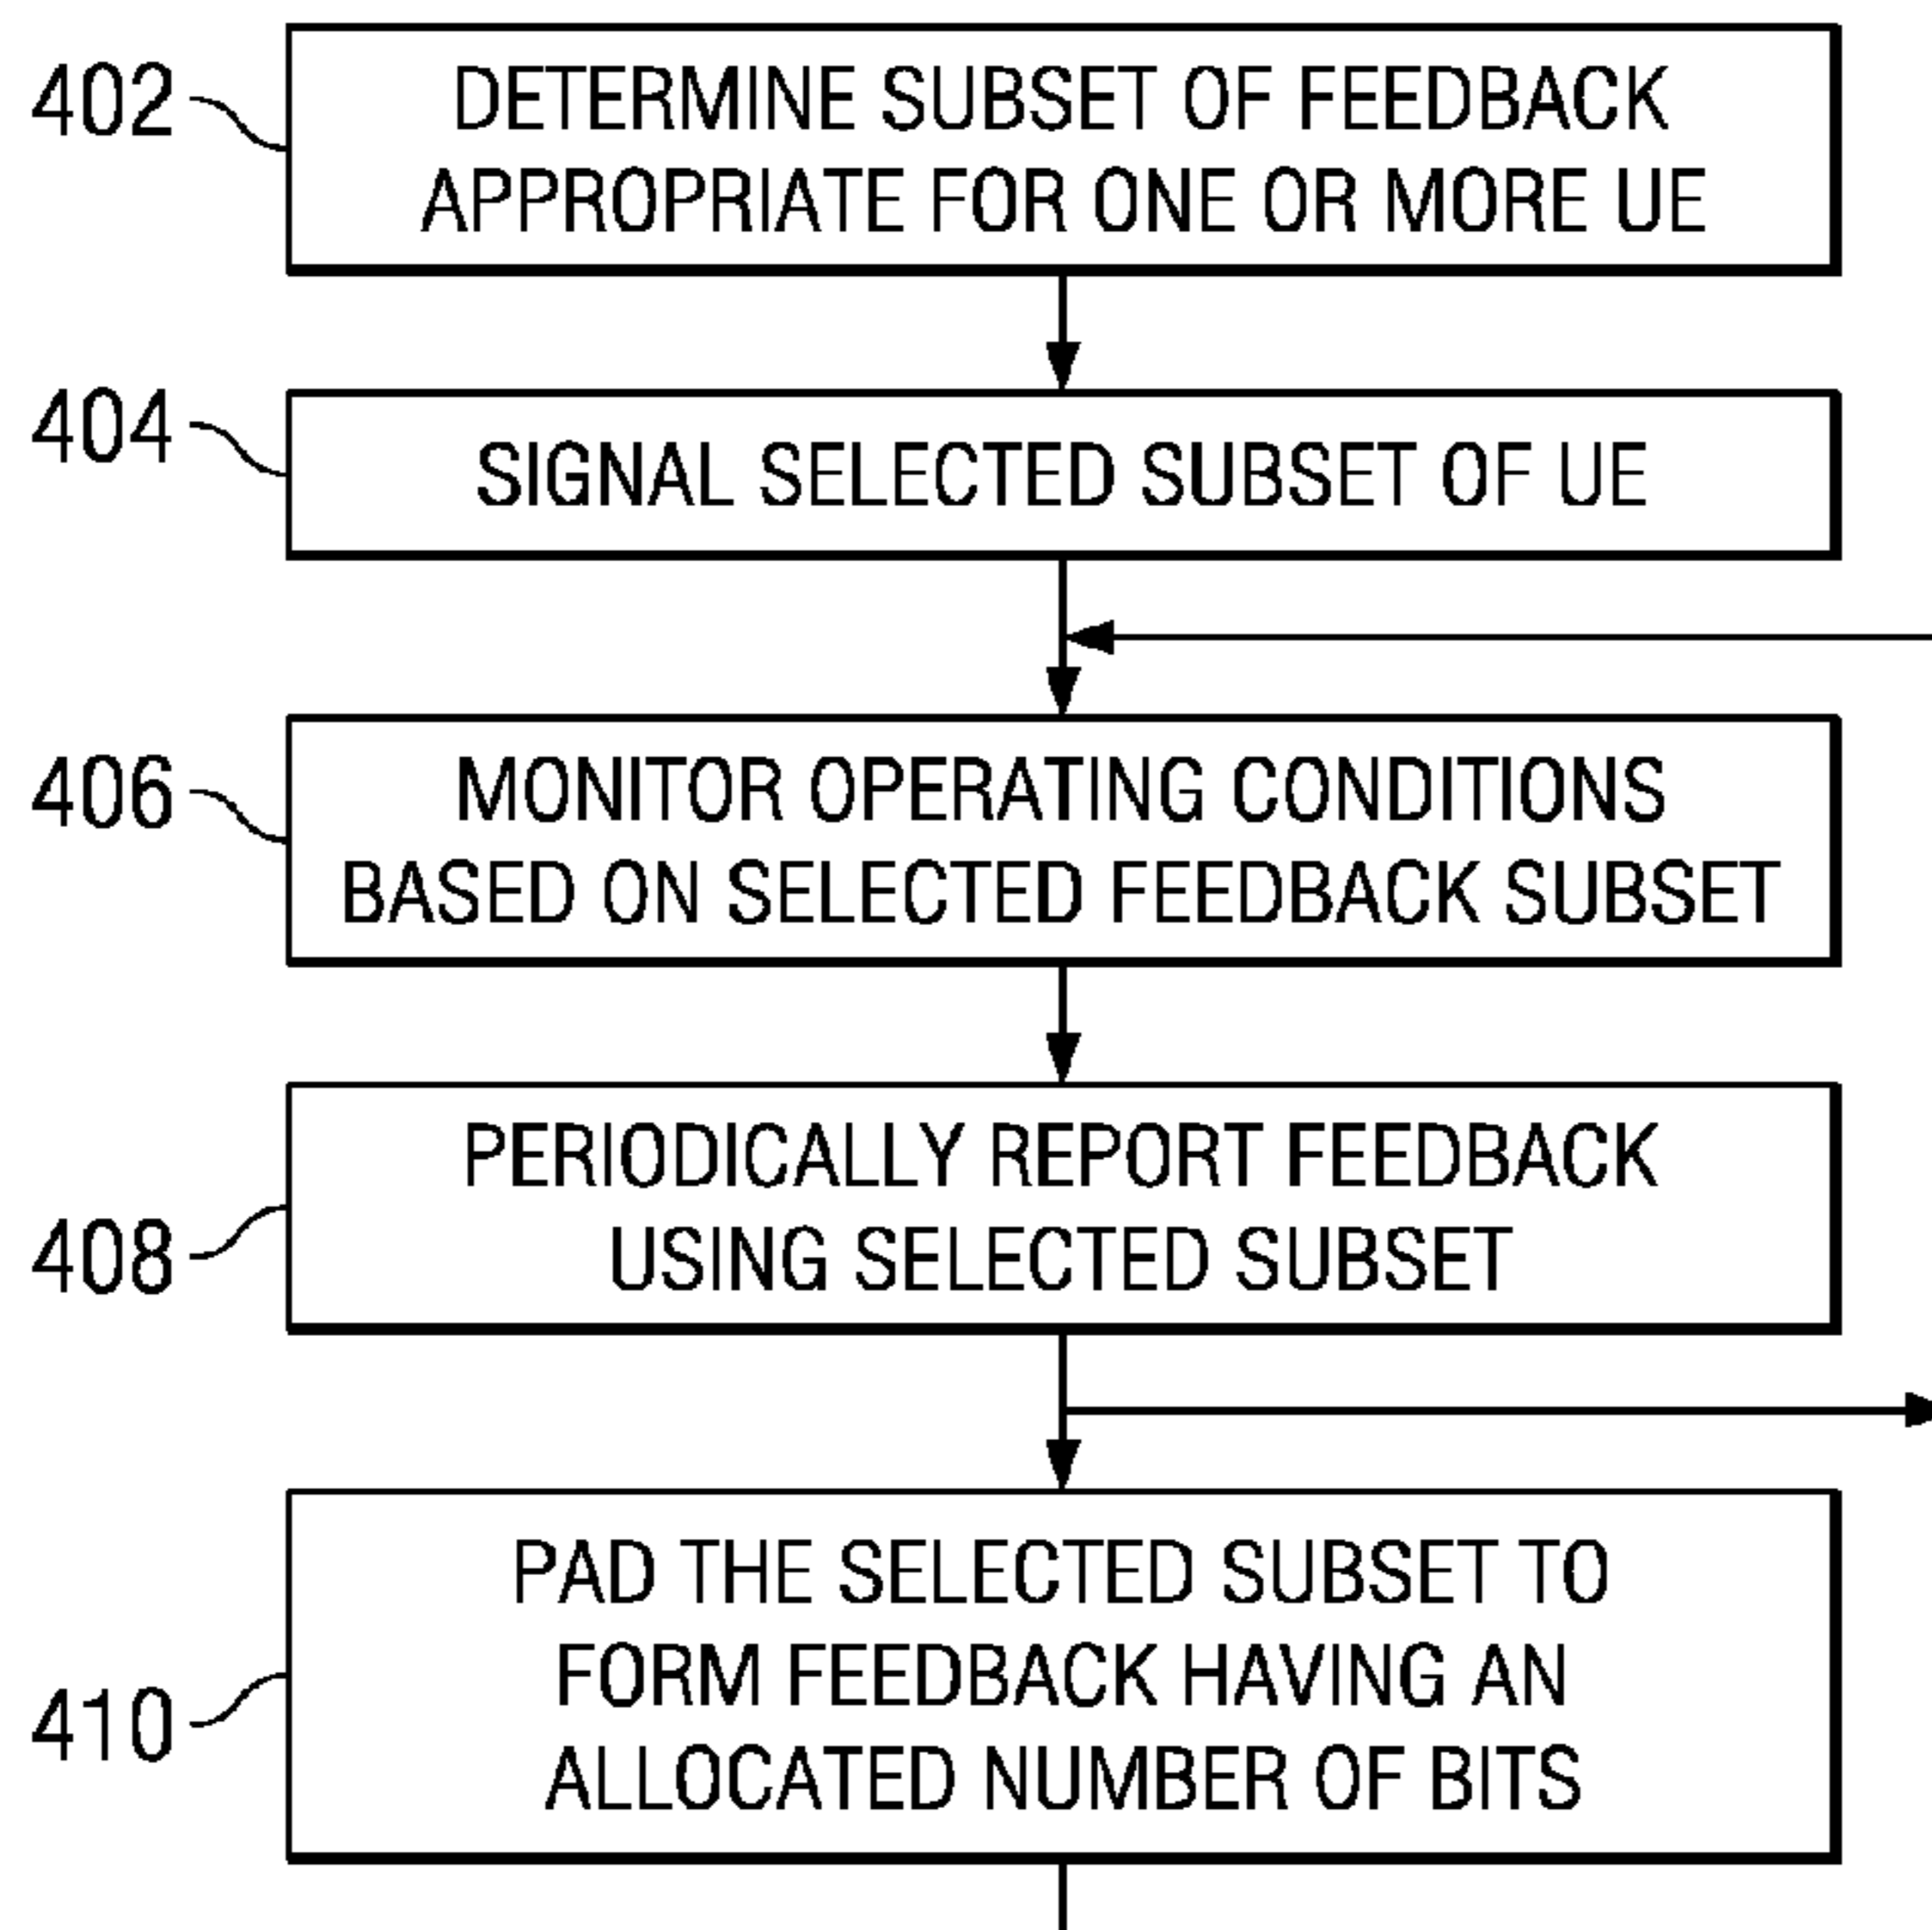 402
DETERMINE SUBSET OF FEEDBACK
APPROPRIATE FOR ONE OR MORE UE
404
SIGNAL SELECTED SUBSET OF UE
406
MONITOR OPERATING CONDITIONS
BASED ON SELECTED FEEDBACK SUBSET
408
PERIODICALLY REPORT FEEDBACK
USING SELECTED SUBSET
410
PAD THE SELECTED SUBSET TO
FORM FEEDBACK HAVING AN
ALLOCATED NUMBER OF BITS